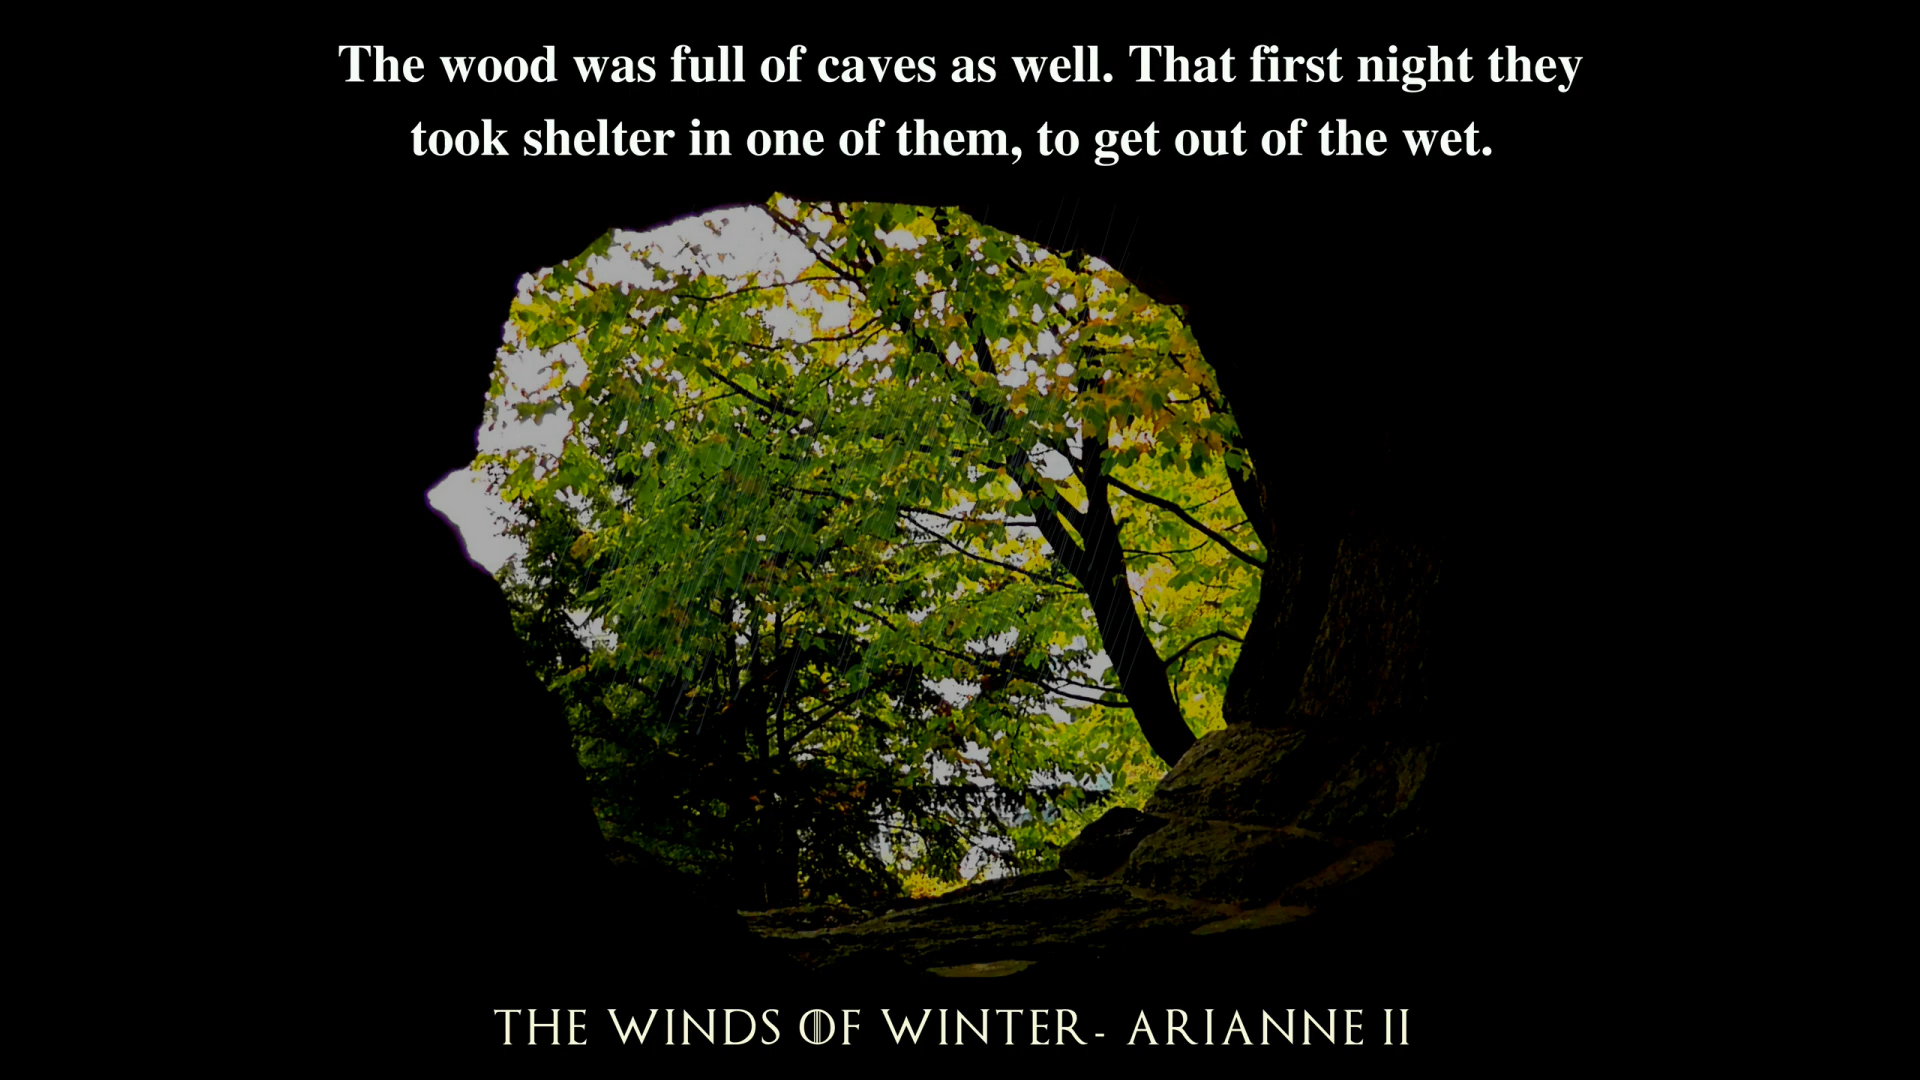 The wood was full of caves as well. That first night they
took shelter in one of them, to get out of the wet.
THE WINDS OF WINTER- ARIANNE II